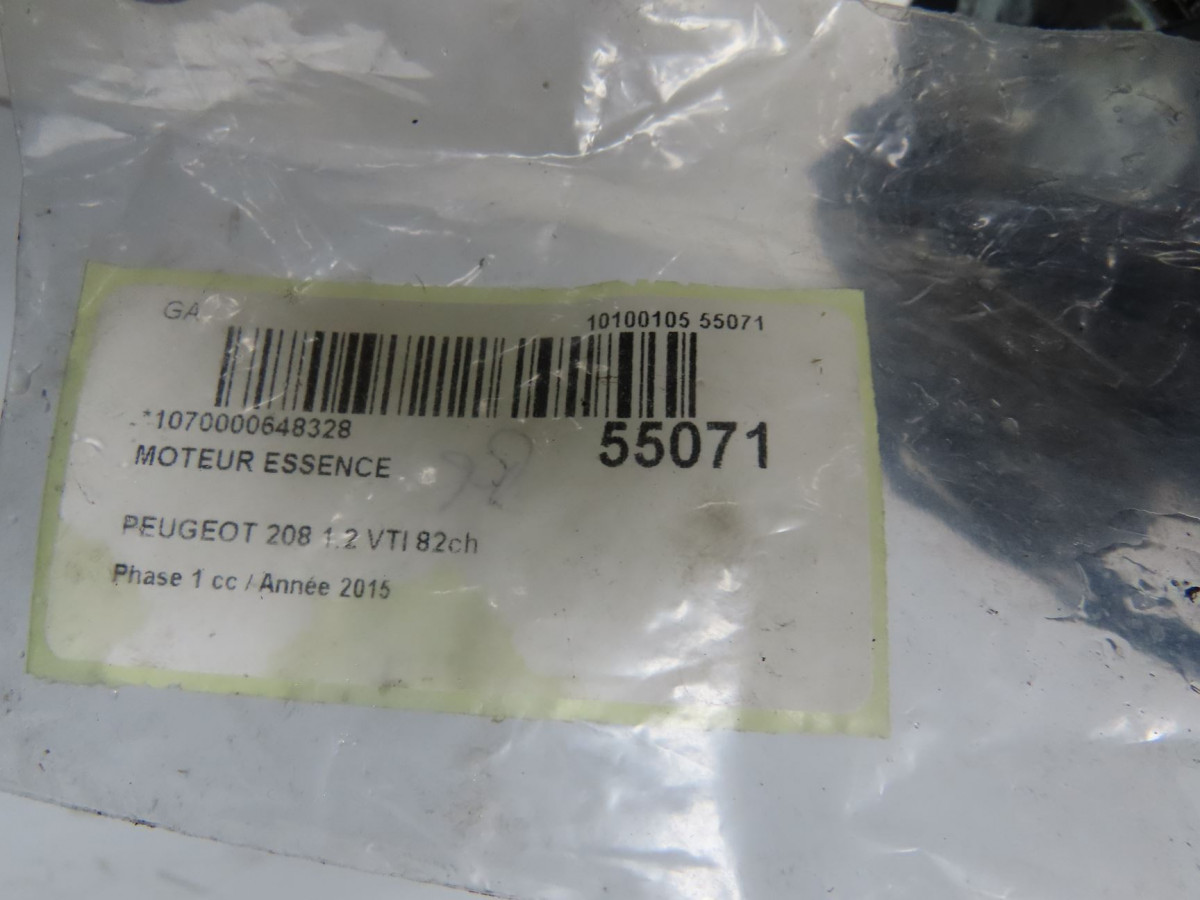 GA
10100105 55071
*1070000648328
55071
MOTEUR ESSENCE
PEUGEOT 208 1.2 VTI 82ch
Phase 1 cc / Année 2015